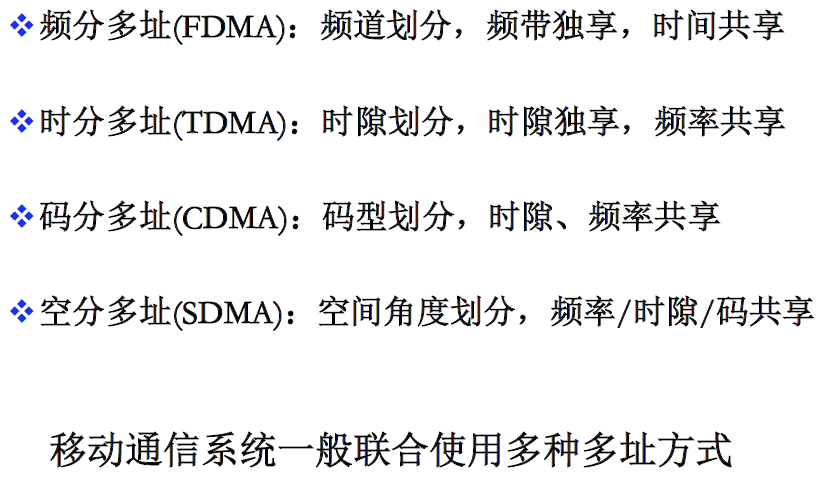 ❖频分多址(FDMA)：频道划分，频带独享，时间共享
❖时分多址(TDMA)：时隙划分，时隙独享，频率共享
❖码分多址(CDMA)：码型划分，时隙、频率共享
❖空分多址(SDMA)：空间角度划分，频率/时隙/码共享
移动通信系统一般联合使用多种多址方式